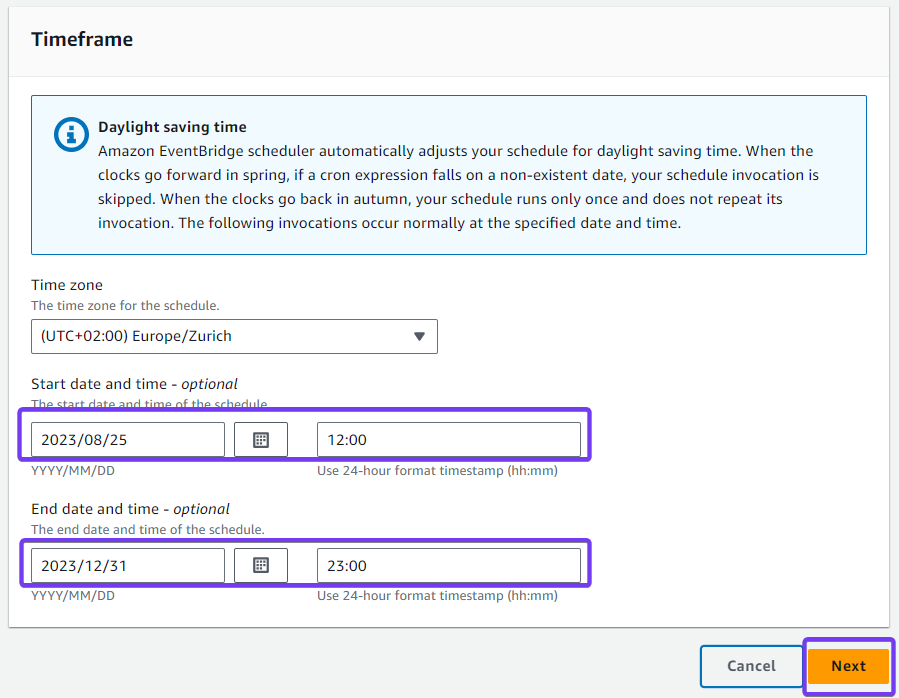 Timeframe
Daylight saving time
Amazon EventBridge scheduler automatically adjusts your schedule for daylight saving time. When the
clocks go forward in spring, if a cron expression falls on a non-existent date, your schedule invocation is
skipped. When the clocks go back in autumn, your schedule runs only once and does not repeat its
invocation. The following invocations occur normally at the specified date and time.
Time zone
The time zone for the schedule.
(UTC+02:00) Europe/Zurich
Start date and time - optional
The start date and time of the schedule.
2023/08/25 12:00
YYYY/MM/DD Use 24-hour format timestamp (hh:mm)
End date and time - optional
The end date and time of the schedule.
2023/12/31 23:00
YYYY/MM/DD Use 24-hour format timestamp (hh:mm)
Cancel Next